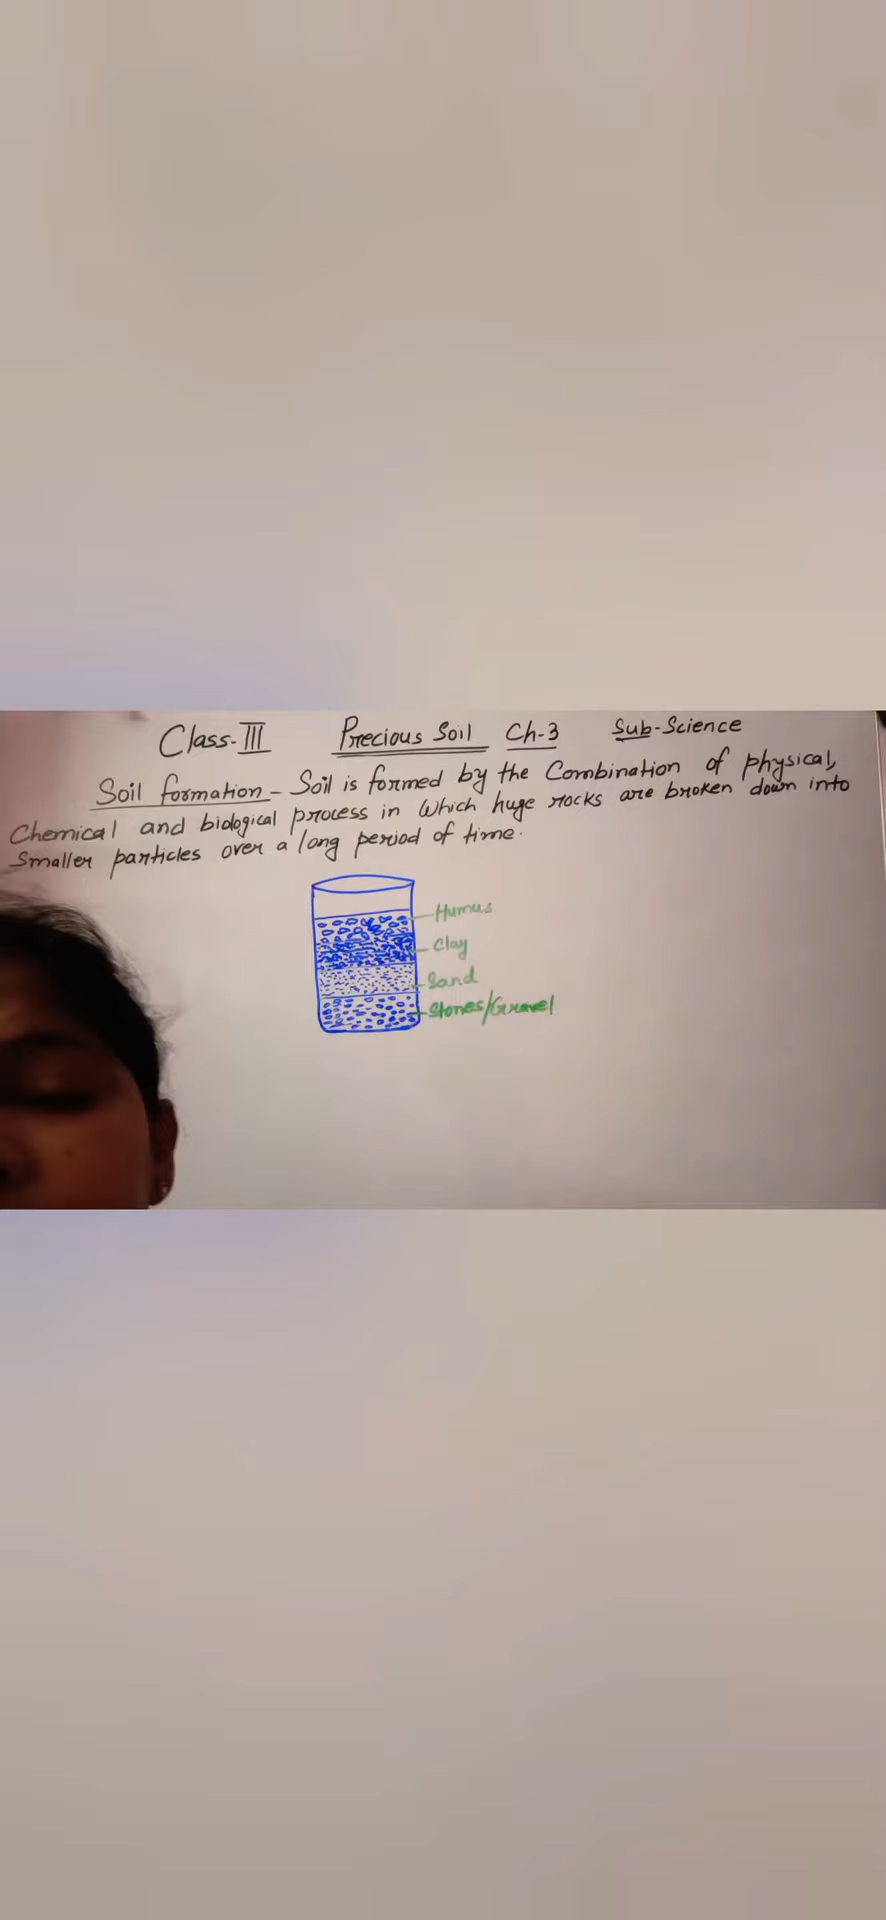 Class-III Precious Soil Ch-3 Sub-Science
Soil formation - Soil is formed by the Combination of physical,
Chemical and biological process in which huge rocks are broken down into
Smaller particles over a long period of time.
Humus
Clay
Sand
Stones/Gravel